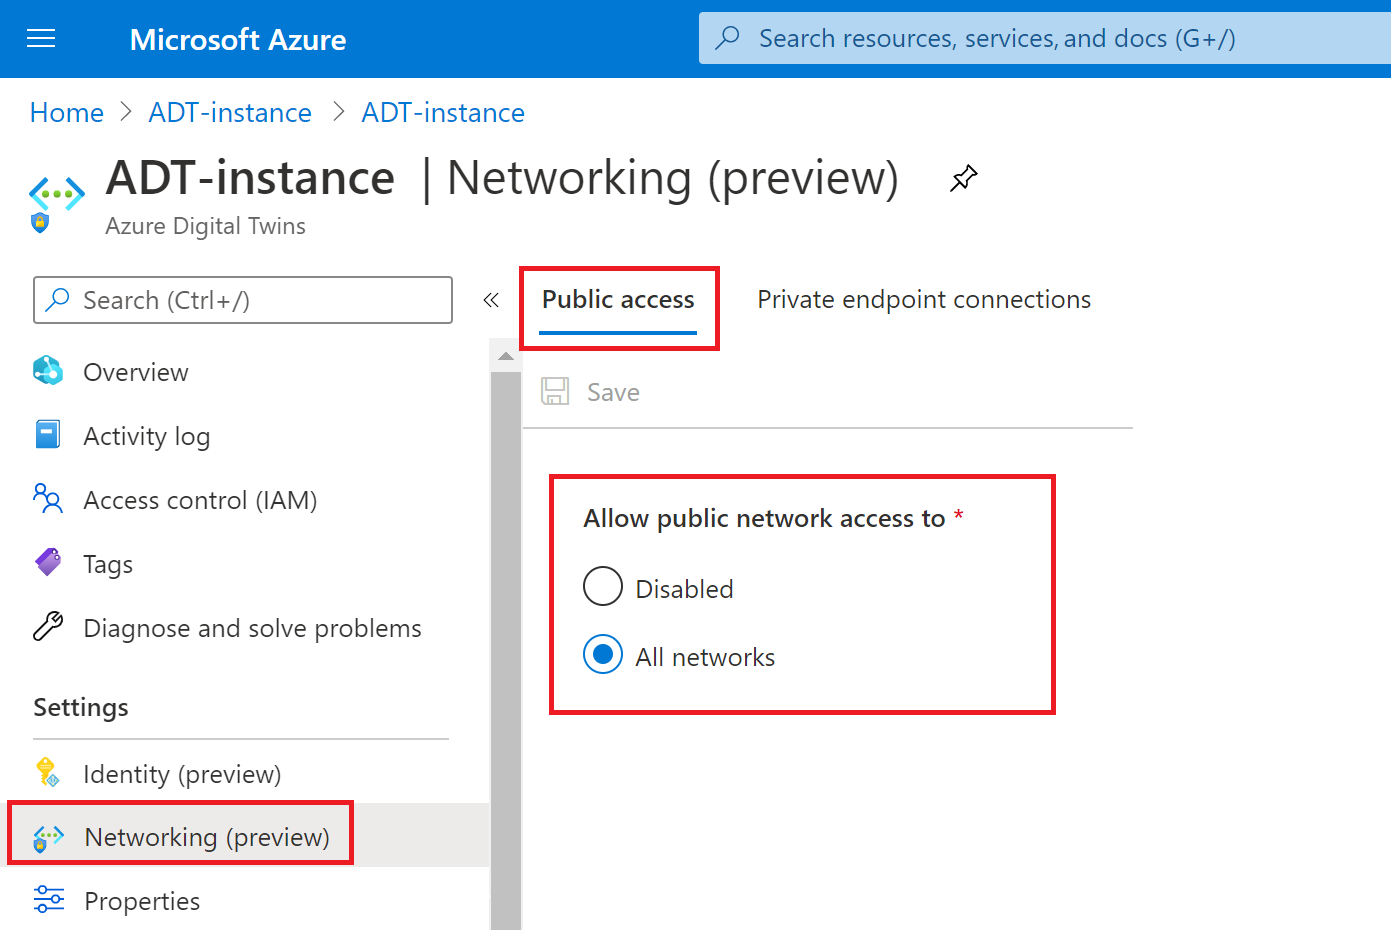 Microsoft Azure
Search resources, services, and docs (G+/)
Home > ADT-instance > ADT-instance
ADT-instance | Networking (preview)
Azure Digital Twins
Search (Ctrl+/)
«
Public access
Private endpoint connections
Overview
Activity log
Access control (IAM)
Tags
Diagnose and solve problems
Settings
Identity (preview)
Networking (preview)
Properties
Save
Allow public network access to *
Disabled
All networks